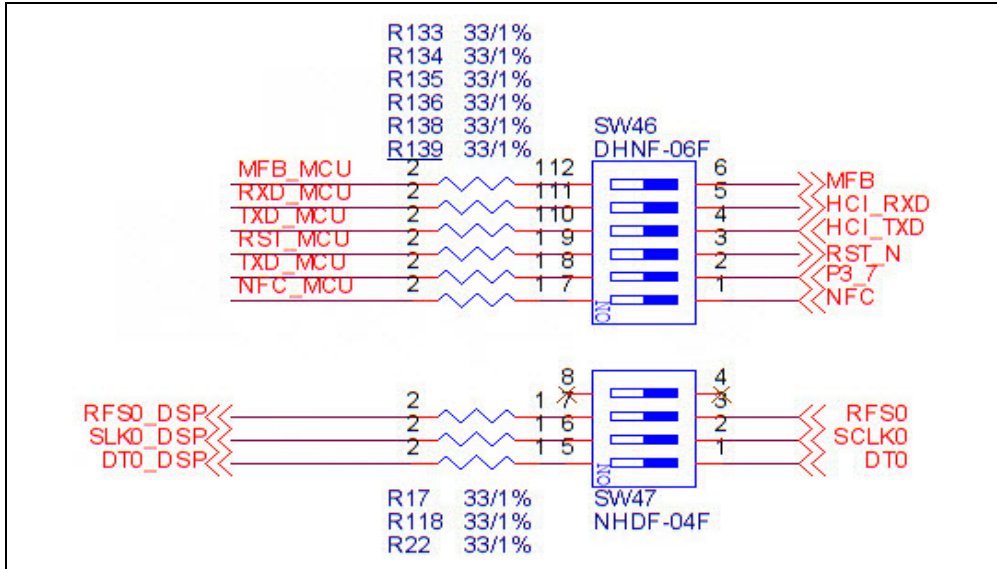 R133 33/1%
R134 33/1%
R135 33/1%
R136 33/1%
R138 33/1%
R139 33/1%
SW46
DHNF-06F
MFB_MCU 2 1 12 6 MFB
RXD_MCU 2 1 11 5 HCI_RXD
TXD_MCU 2 1 10 4 HCI_TXD
RST_MCU 2 1 9 3 RST_N
TXD_MCU 2 1 8 2 P3_7
NFC_MCU 2 1 7 1 NFC
ON
8 4
RFS0_DSP 2 1 7 3 RFS0
SLK0_DSP 2 1 6 2 SCLK0
DT0_DSP 2 1 5 1 DT0
ON
R17 33/1%
R118 33/1%
R22 33/1%
SW47
NHDF-04F